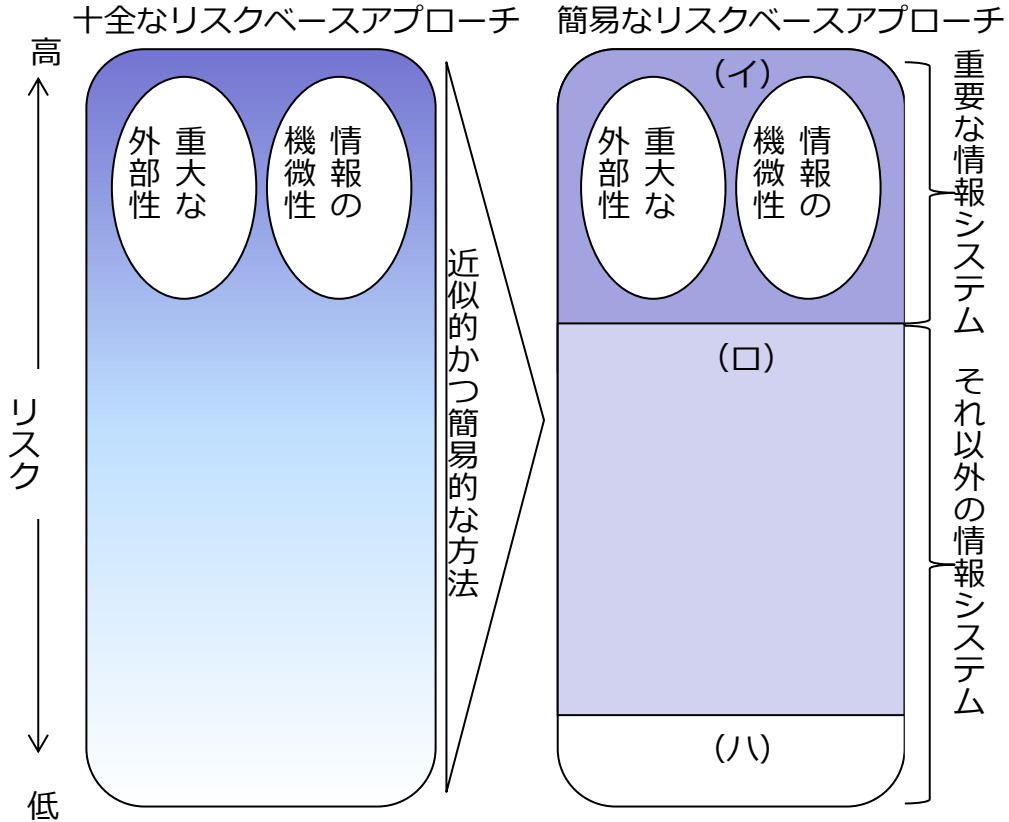 十全なリスクベースアプローチ
簡易なリスクベースアプローチ
高
リスク
低
重大な
外部性
情報の
機微性
近似的かつ簡易的な方法
(イ)
重大な
外部性
情報の
機微性
(ロ)
(ハ)
重要な情報システム
それ以外の情報システム